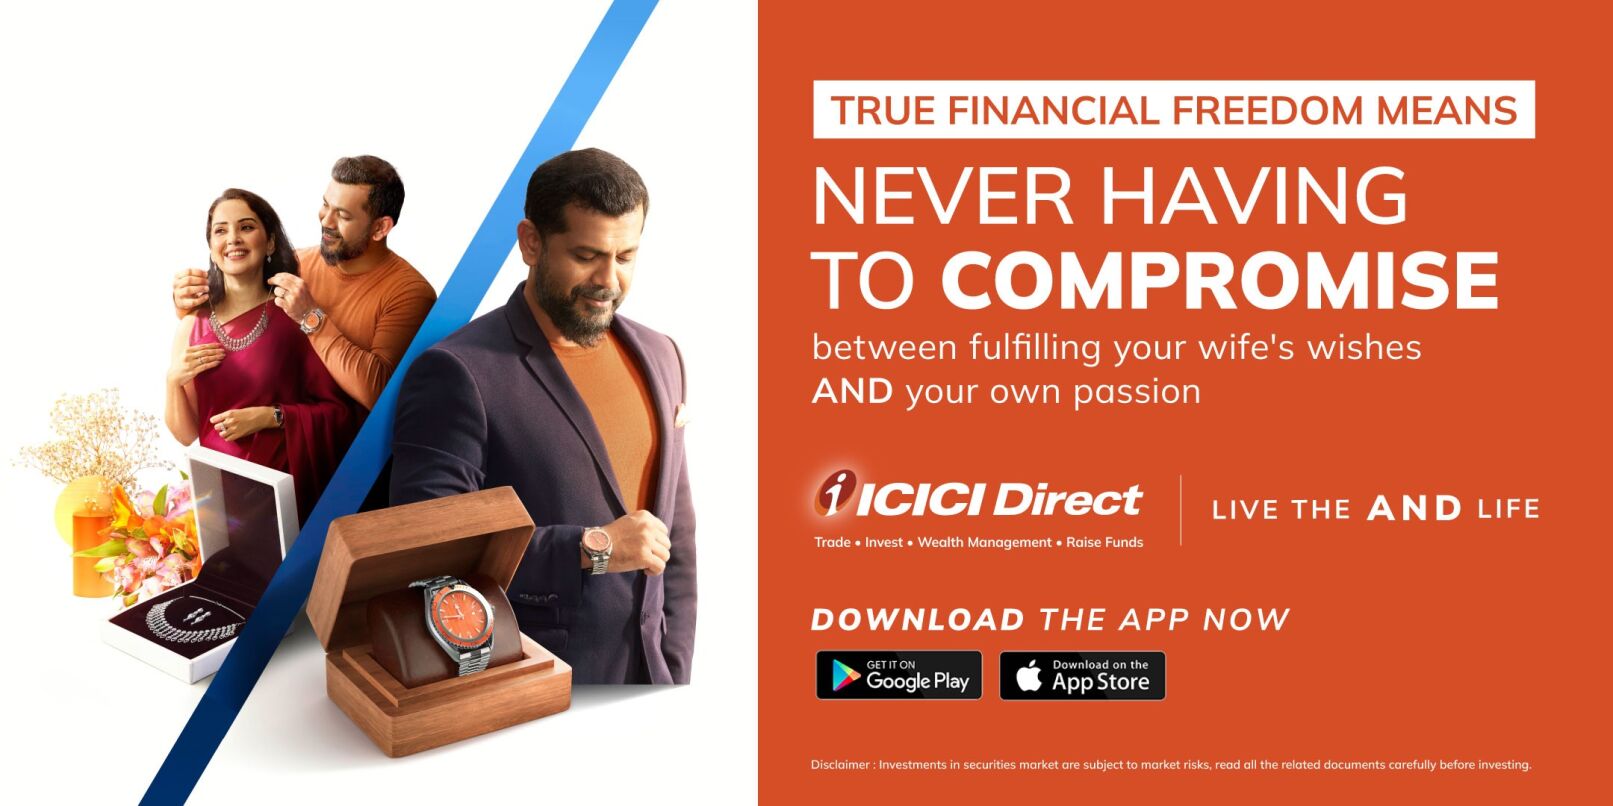 TRUE FINANCIAL FREEDOM MEANS
NEVER HAVING
TO COMPROMISE
between fulfilling your wife's wishes
AND your own passion
i ICICI Direct
Trade • Invest • Wealth Management • Raise Funds
LIVE THE AND LIFE
DOWNLOAD THE APP NOW
GET IT ON
Google Play
Download on the
App Store
Disclaimer : Investments in securities market are subject to market risks, read all the related documents carefully before investing.